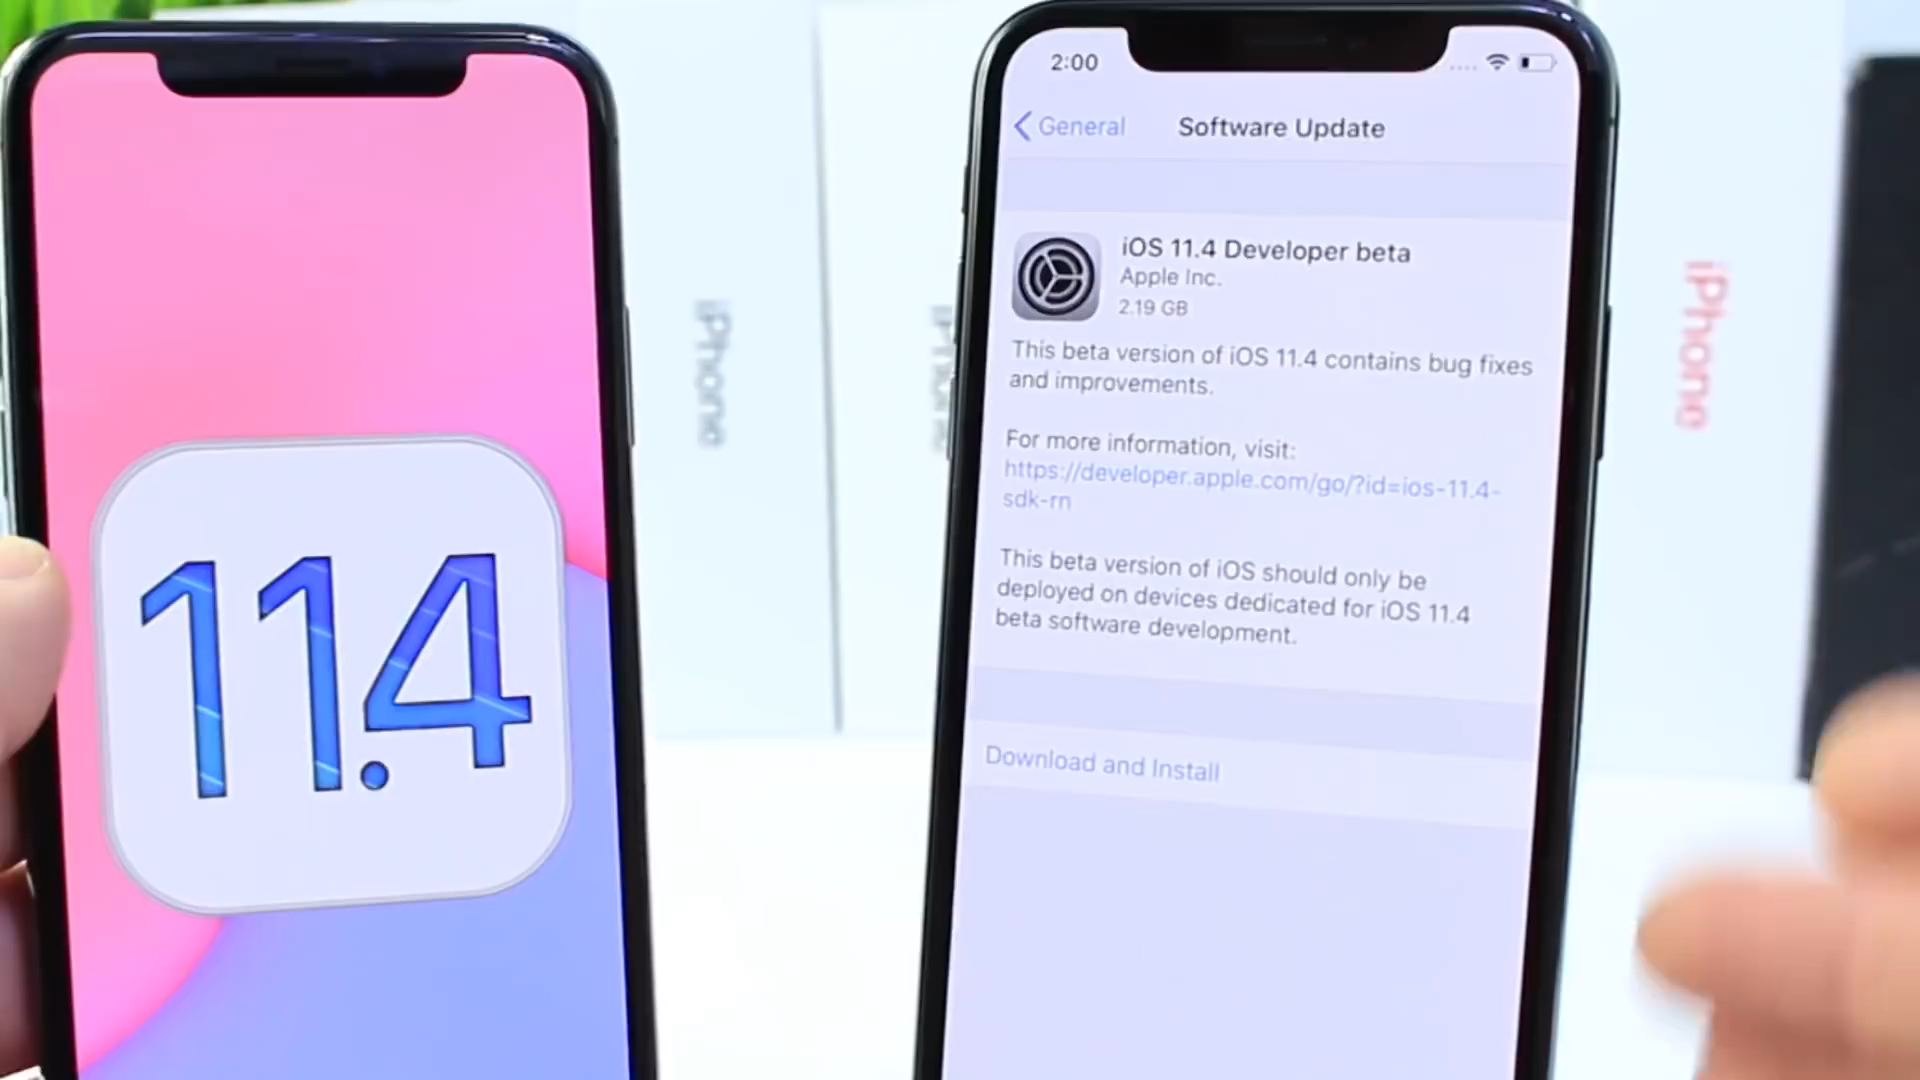 11.4
2:00
General
Software Update
iOS 11.4 Developer beta
Apple Inc.
2.19 GB
This beta version of iOS 11.4 contains bug fixes
and improvements.
For more information, visit:
https://developer.apple.com/go/?id=ios-11.4-
sdk-rn
This beta version of iOS should only be
deployed on devices dedicated for iOS 11.4
beta software development.
Download and Install
iPhone
iPhone
iPhone